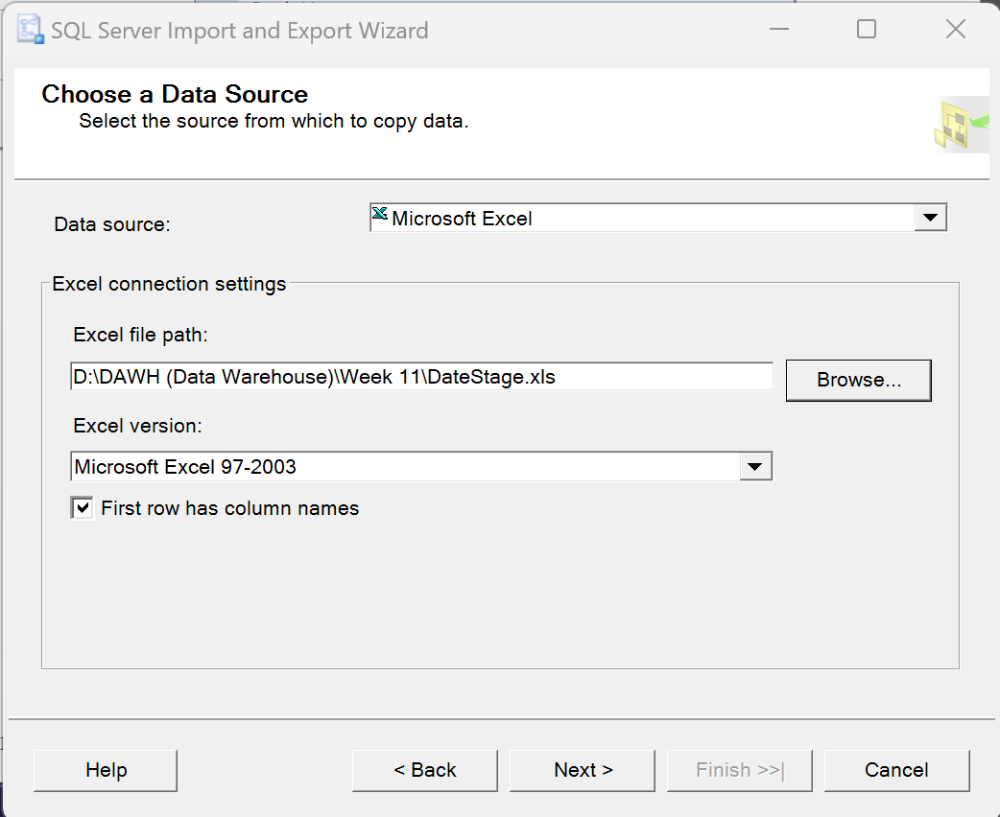 SQL Server Import and Export Wizard
Choose a Data Source
Select the source from which to copy data.
Data source:
Microsoft Excel
Excel connection settings
Excel file path:
D:\DAWH (Data Warehouse)\Week 11\DateStage.xls
Browse...
Excel version:
Microsoft Excel 97-2003
First row has column names
Help
< Back
Next >
Finish >>|
Cancel